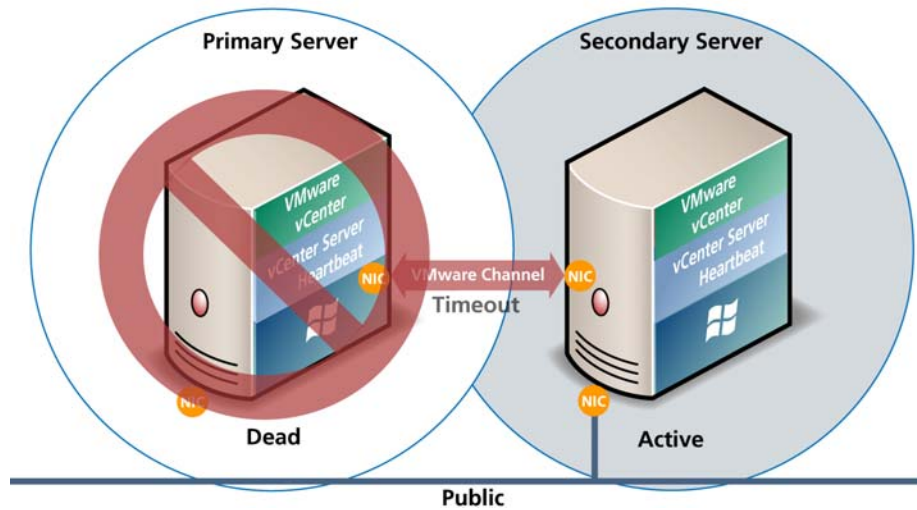 Primary Server
Secondary Server
VMware
vCenter
vCenter Server
Heartbeat
NIC
VMware Channel
Timeout
NIC
VMware
vCenter
vCenter Server
Heartbeat
NIC
Dead
NIC
Active
Public